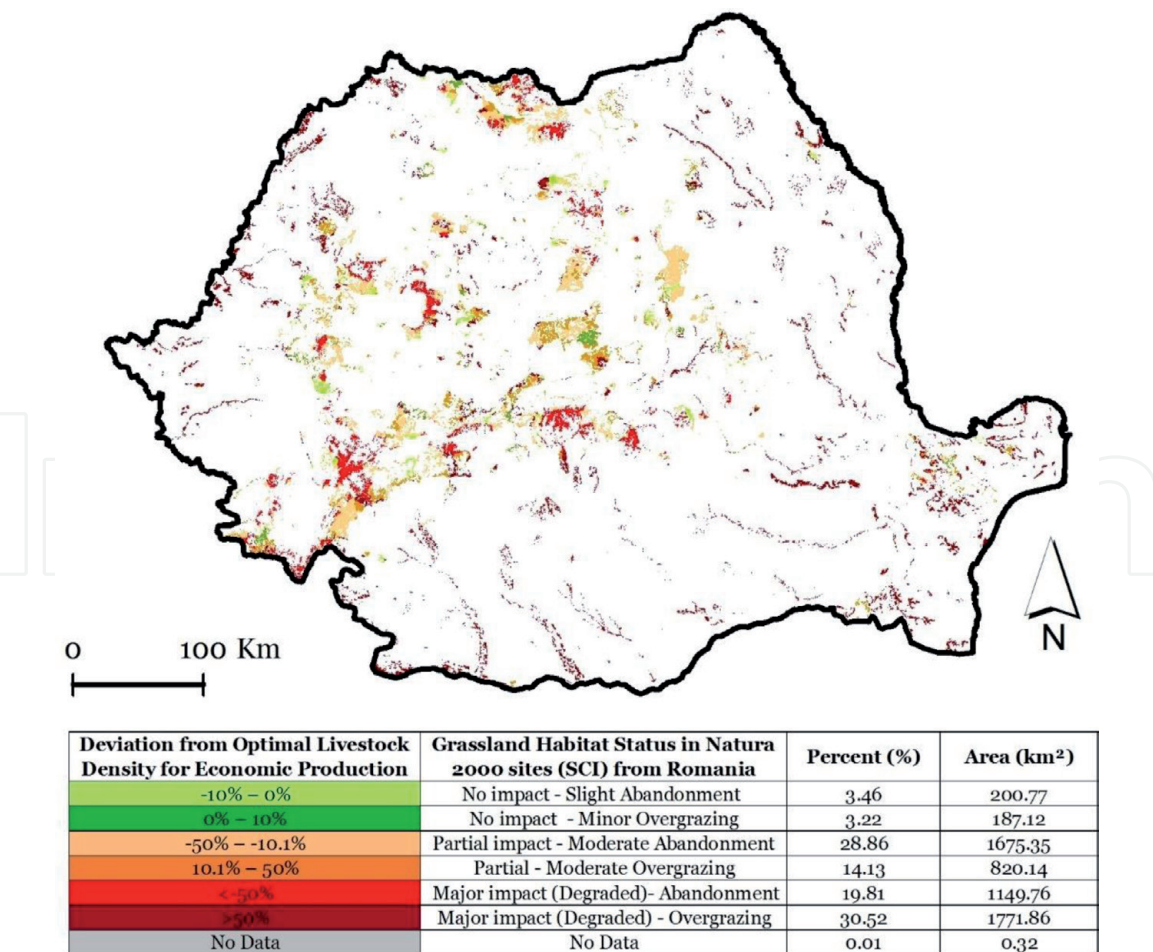 0 100 Km
N
Deviation from Optimal Livestock Density for Economic Production Grassland Habitat Status in Natura 2000 sites (SCI) from Romania Percent (%) Area (km²)
-10% – 0% No impact - Slight Abandonment 3.46 200.77
0% – 10% No impact - Minor Overgrazing 3.22 187.12
-50% – -10.1% Partial impact - Moderate Abandonment 28.86 1675.35
10.1% – 50% Partial - Moderate Overgrazing 14.13 820.14
<-50% Major impact (Degraded)- Abandonment 19.81 1149.76
>50% Major impact (Degraded) - Overgrazing 30.52 1771.86
No Data No Data 0.01 0.32